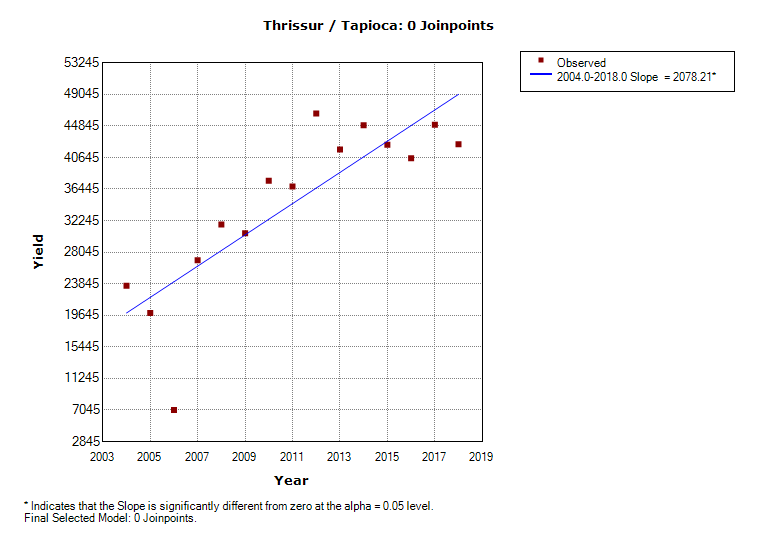 Thrissur / Tapioca: 0 Joinpoints
Observed
2004.0-2018.0 Slope = 2078.21*
53245
49045
44845
40645
36445
32245
28045
23845
19645
15445
11245
7045
2845
Yield
2003 2005 2007 2009 2011 2013 2015 2017 2019
Year
* Indicates that the Slope is significantly different from zero at the alpha = 0.05 level.
Final Selected Model: 0 Joinpoints.